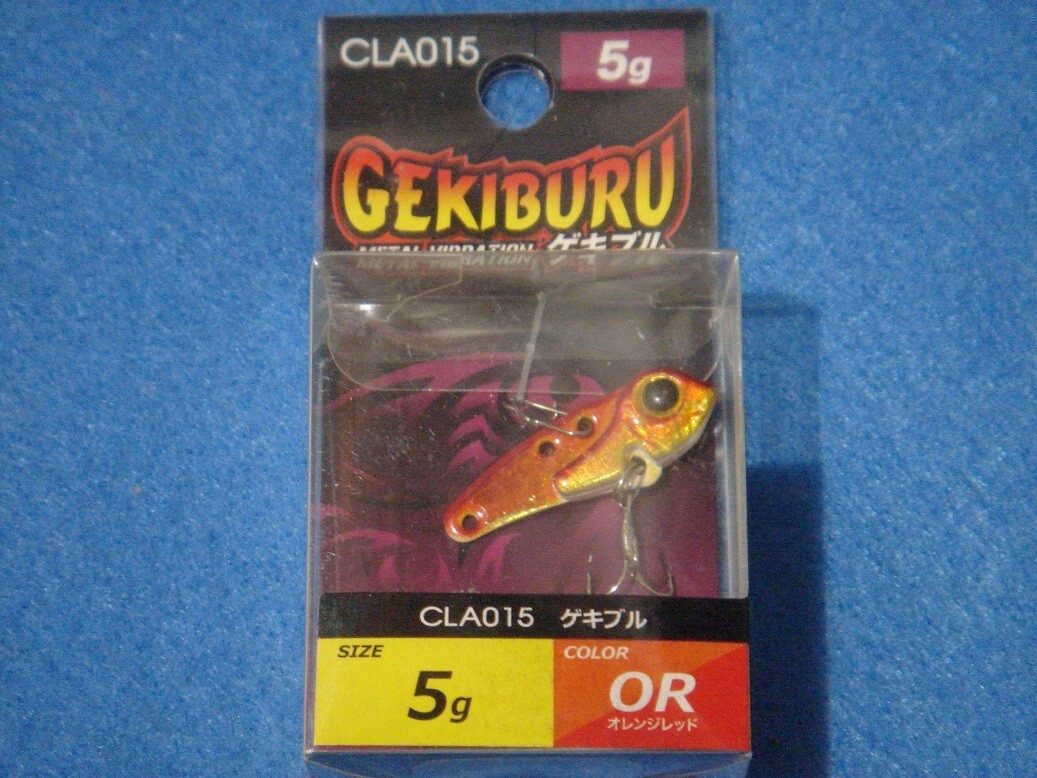 CLA015 5g
GEKIBURU
METAL VIBRATION ゲキブル
CLA015 ゲキブル
SIZE COLOR
5g OR
オレンジレッド